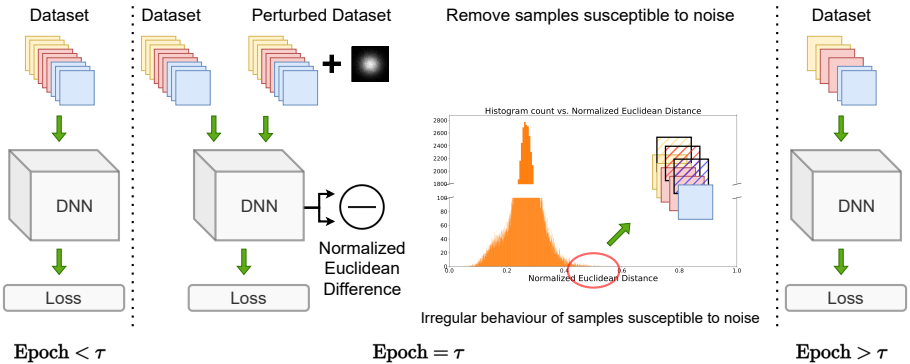 Dataset
Dataset
Perturbed Dataset
Remove samples susceptible to noise
Dataset
+
Histogram count vs. Normalized Euclidean Distance
2800
2600
2400
2200
2000
1800
100
80
60
40
20
0
0.0 0.2 0.4 0.6 0.8 1.0
Normalized Euclidean Distance
DNN
DNN
DNN
Normalized
Euclidean
Difference
Loss
Loss
Loss
Irregular behaviour of samples susceptible to noise
Epoch < τ
Epoch = τ
Epoch > τ